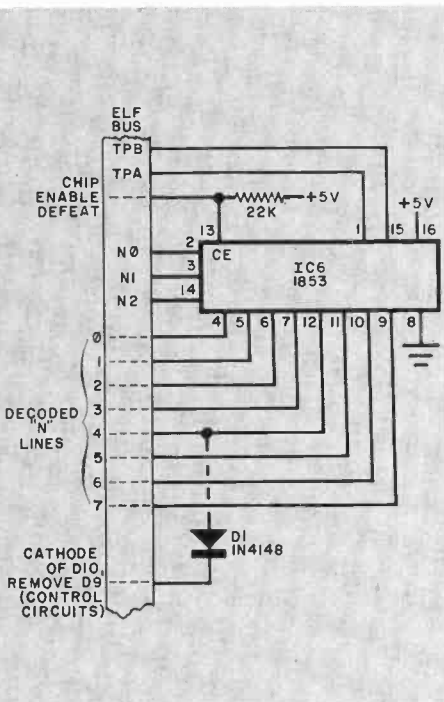 ELF
BUS
TPB
TPA
CHIP
ENABLE
DEFEAT
22K
+5V
+5V
13
1
15
16
N0
2
CE
N1
3
IC6
1853
N2
14
4
5
6
7
12
11
10
9
8
0
1
2
3
DECODED
"N"
LINES
4
5
6
7
D1
1N4148
CATHODE
OF D10,
REMOVE D9
(CONTROL
CIRCUITS)